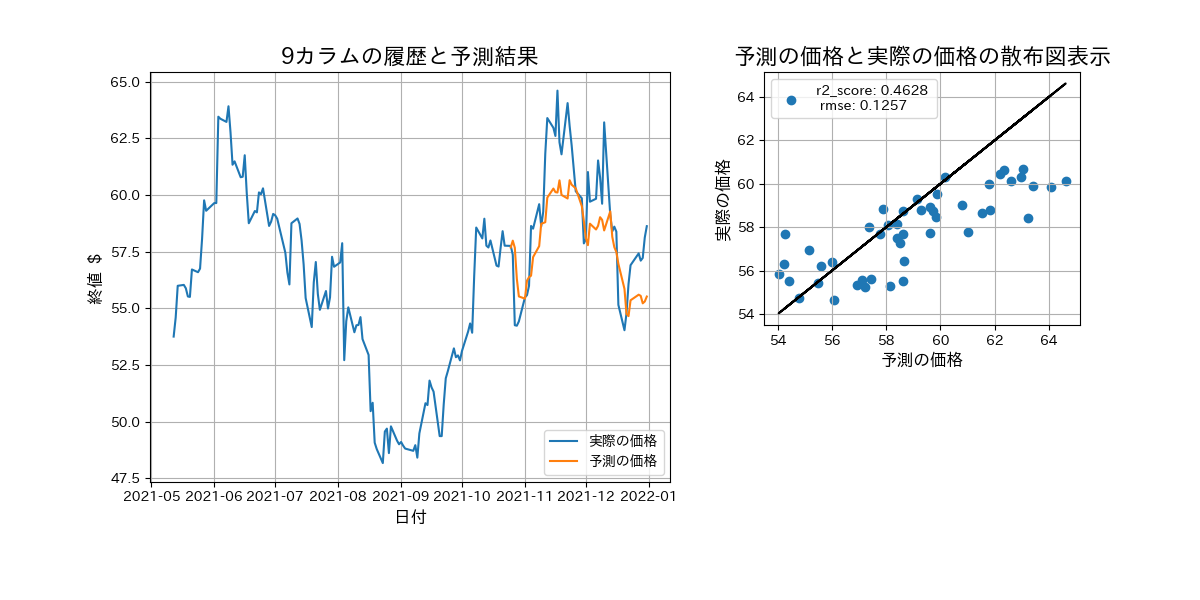 9カラムの履歴と予測結果
65.0
62.5
60.0
57.5
55.0
52.5
50.0
47.5
終値 $
実際の価格
予測の価格
2021-05 2021-06 2021-07 2021-08 2021-09 2021-10 2021-11 2021-12 2022-01
日付
予測の価格と実際の価格の散布図表示
r2_score: 0.4628
rmse: 0.1257
64
62
60
58
56
54
実際の価格
54 56 58 60 62 64
予測の価格